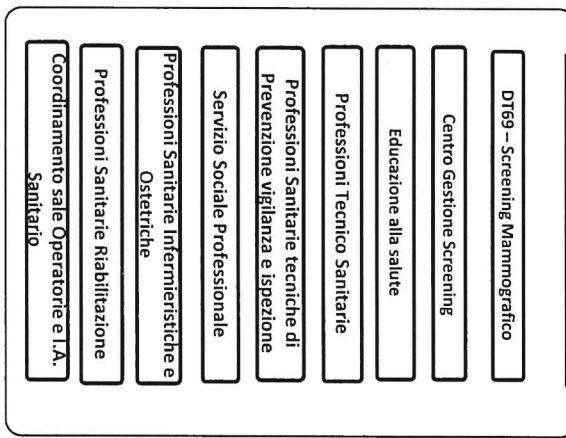 DT69 – Screening Mammografico
Centro Gestione Screening
Educazione alla salute
Professioni Tecnico Sanitarie
Professioni Sanitarie tecniche di
Prevenzione vigilanza e ispezione
Servizio Sociale Professionale
Professioni Sanitarie Infermieristiche e
Ostetriche
Professioni Sanitarie Riabilitazione
Coordinamento sale Operatorie e I.A.
Sanitario